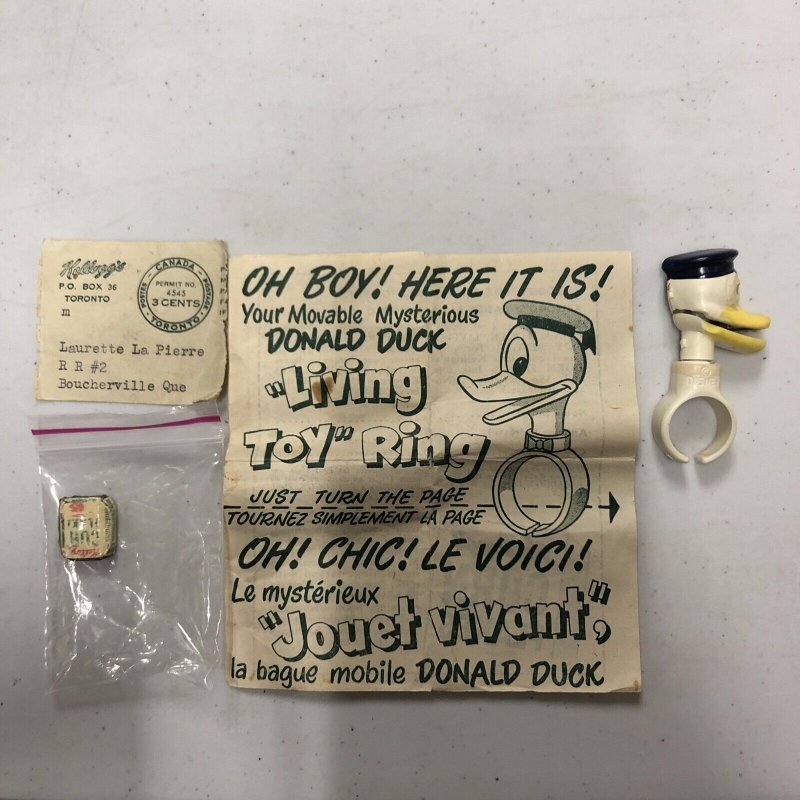 Kellogg's
P.O. BOX 36
TORONTO
m
CANADA
POSTES
POSTAGE
PERMIT NO.
4545
3 CENTS
TORONTO
Laurette La Pierre
R R #2
Boucherville Que
OH BOY! HERE IT IS!
Your Movable Mysterious
DONALD DUCK
"Living
Toy" Ring
JUST TURN THE PAGE
TOURNEZ SIMPLEMENT LA PAGE
OH! CHIC! LE VOICI!
Le mystérieux
"Jouet vivant",
la bague mobile DONALD DUCK